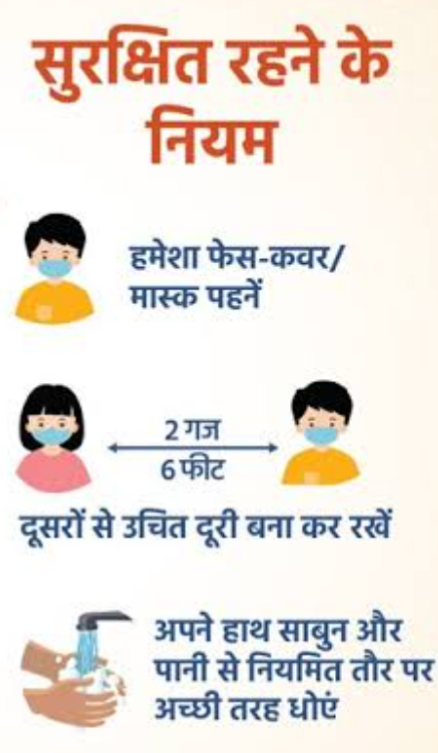 सुरक्षित रहने के
नियम
हमेशा फेस-कवर/
मास्क पहनें
2 गज
6 फीट
दूसरों से उचित दूरी बना कर रखें
अपने हाथ साबुन और
पानी से नियमित तौर पर
अच्छी तरह धोएं